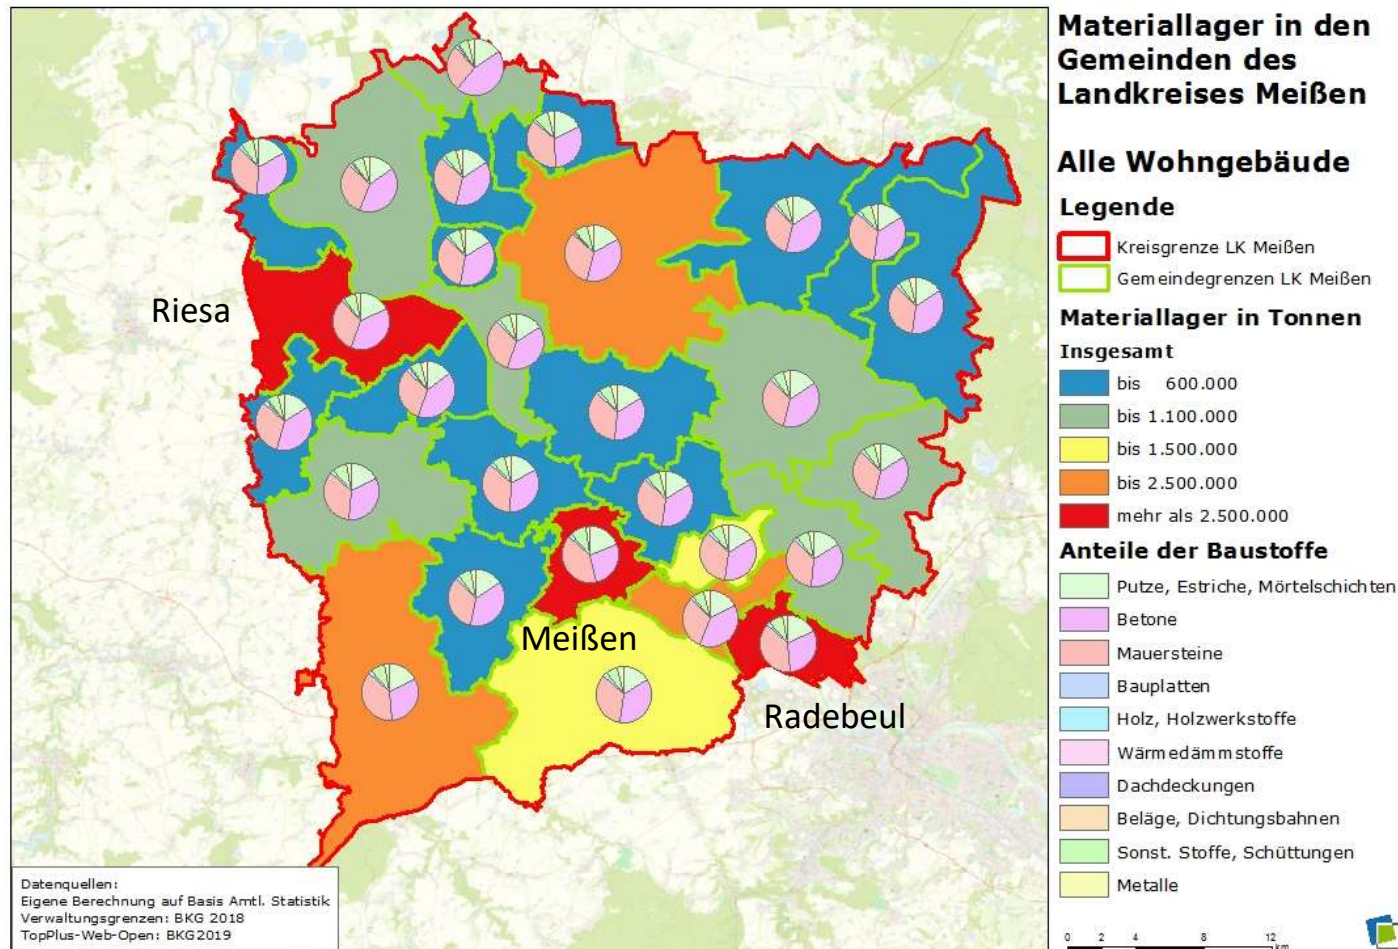 Materiallager in den
Gemeinden des
Landkreises Meißen
Alle Wohngebäude
Legende
Kreisgrenze LK Meißen
Gemeindegrenzen LK Meißen
Materiallager in Tonnen
Insgesamt
bis 600.000
bis 1.100.000
bis 1.500.000
bis 2.500.000
mehr als 2.500.000
Anteile der Baustoffe
Putze, Estriche, Mörtelschichten
Betone
Mauersteine
Bauplatten
Holz, Holzwerkstoffe
Wärmedämmstoffe
Dachdeckungen
Beläge, Dichtungsbahnen
Sonst. Stoffe, Schüttungen
Metalle
0 2 4 8 12
km
Riesa
Meißen
Radebeul
Datenquellen:
Eigene Berechnung auf Basis Amtl. Statistik
Verwaltungsgrenzen: BKG 2018
TopPlus-Web-Open: BKG2019